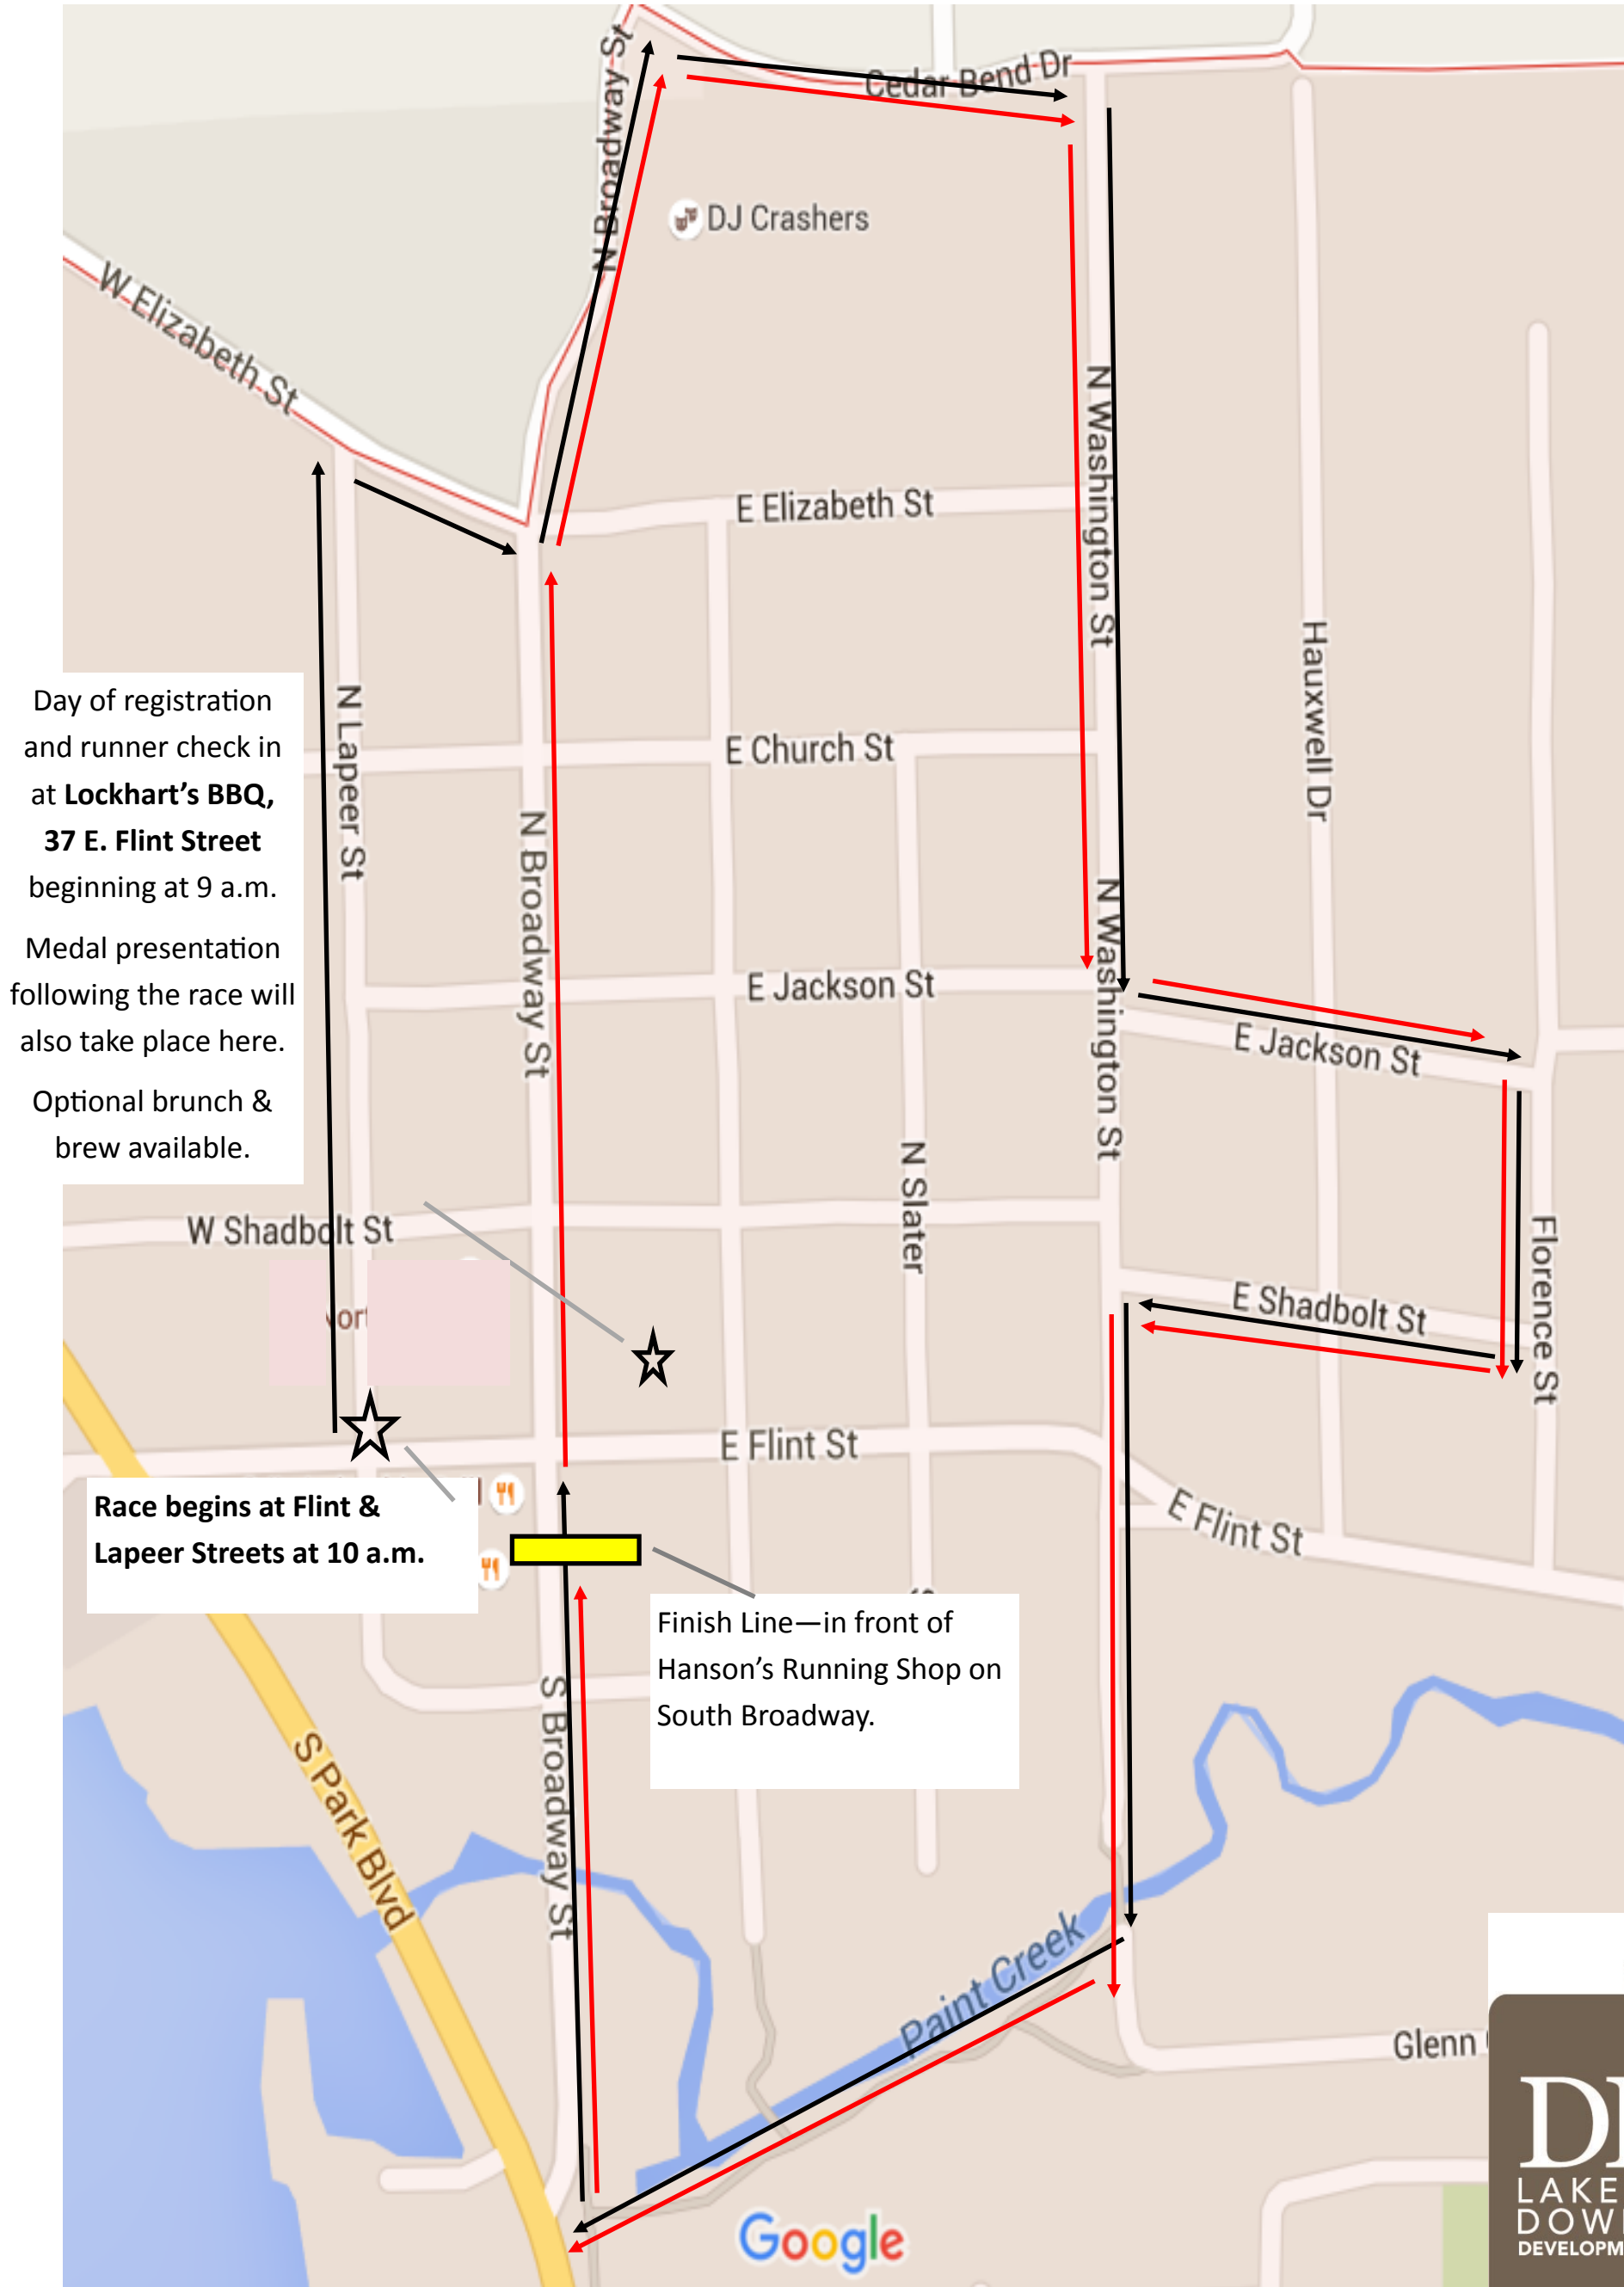 N Broadway St
Cedar Bend Dr
DJ Crashers
W Elizabeth St
N Washington St
E Elizabeth St
Hauxwell Dr
Day of registration
and runner check in
at Lockhart's BBQ,
37 E. Flint Street
beginning at 9 a.m.
Medal presentation
following the race will
also take place here.
Optional brunch &
brew available.
N Lapeer St
E Church St
N Broadway St
N Washington St
E Jackson St
E Jackson St
N Slater
W Shadbolt St
Florence St
E Shadbolt St
E Flint St
Race begins at Flint &
Lapeer Streets at 10 a.m.
E Flint St
Finish Line—in front of
Hanson's Running Shop on
South Broadway.
S Broadway St
S Park Blvd
Paint Creek
Glenn
Google
LAKE